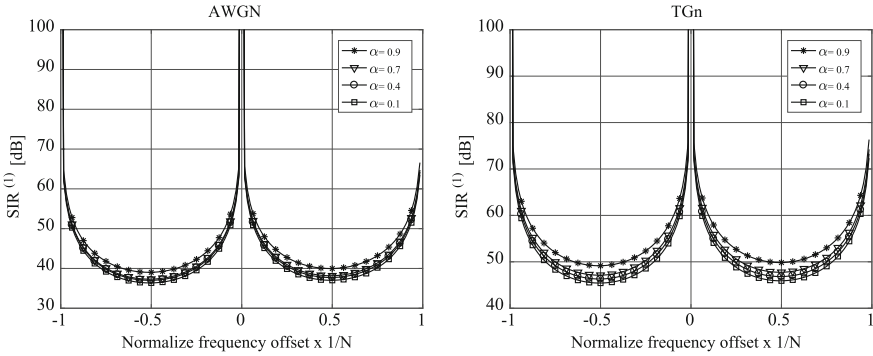 AWGN
100
90
80
70
60
50
40
30
SIR (1) [dB]
-1
-0.5
0
0.5
1
Normalize frequency offset x 1/N
α= 0.9
α= 0.7
α= 0.4
α= 0.1
TGn
100
90
80
70
60
50
40
SIR (1) [dB]
-1
-0.5
0
0.5
1
Normalize frequency offset x 1/N
α= 0.9
α= 0.7
α= 0.4
α= 0.1